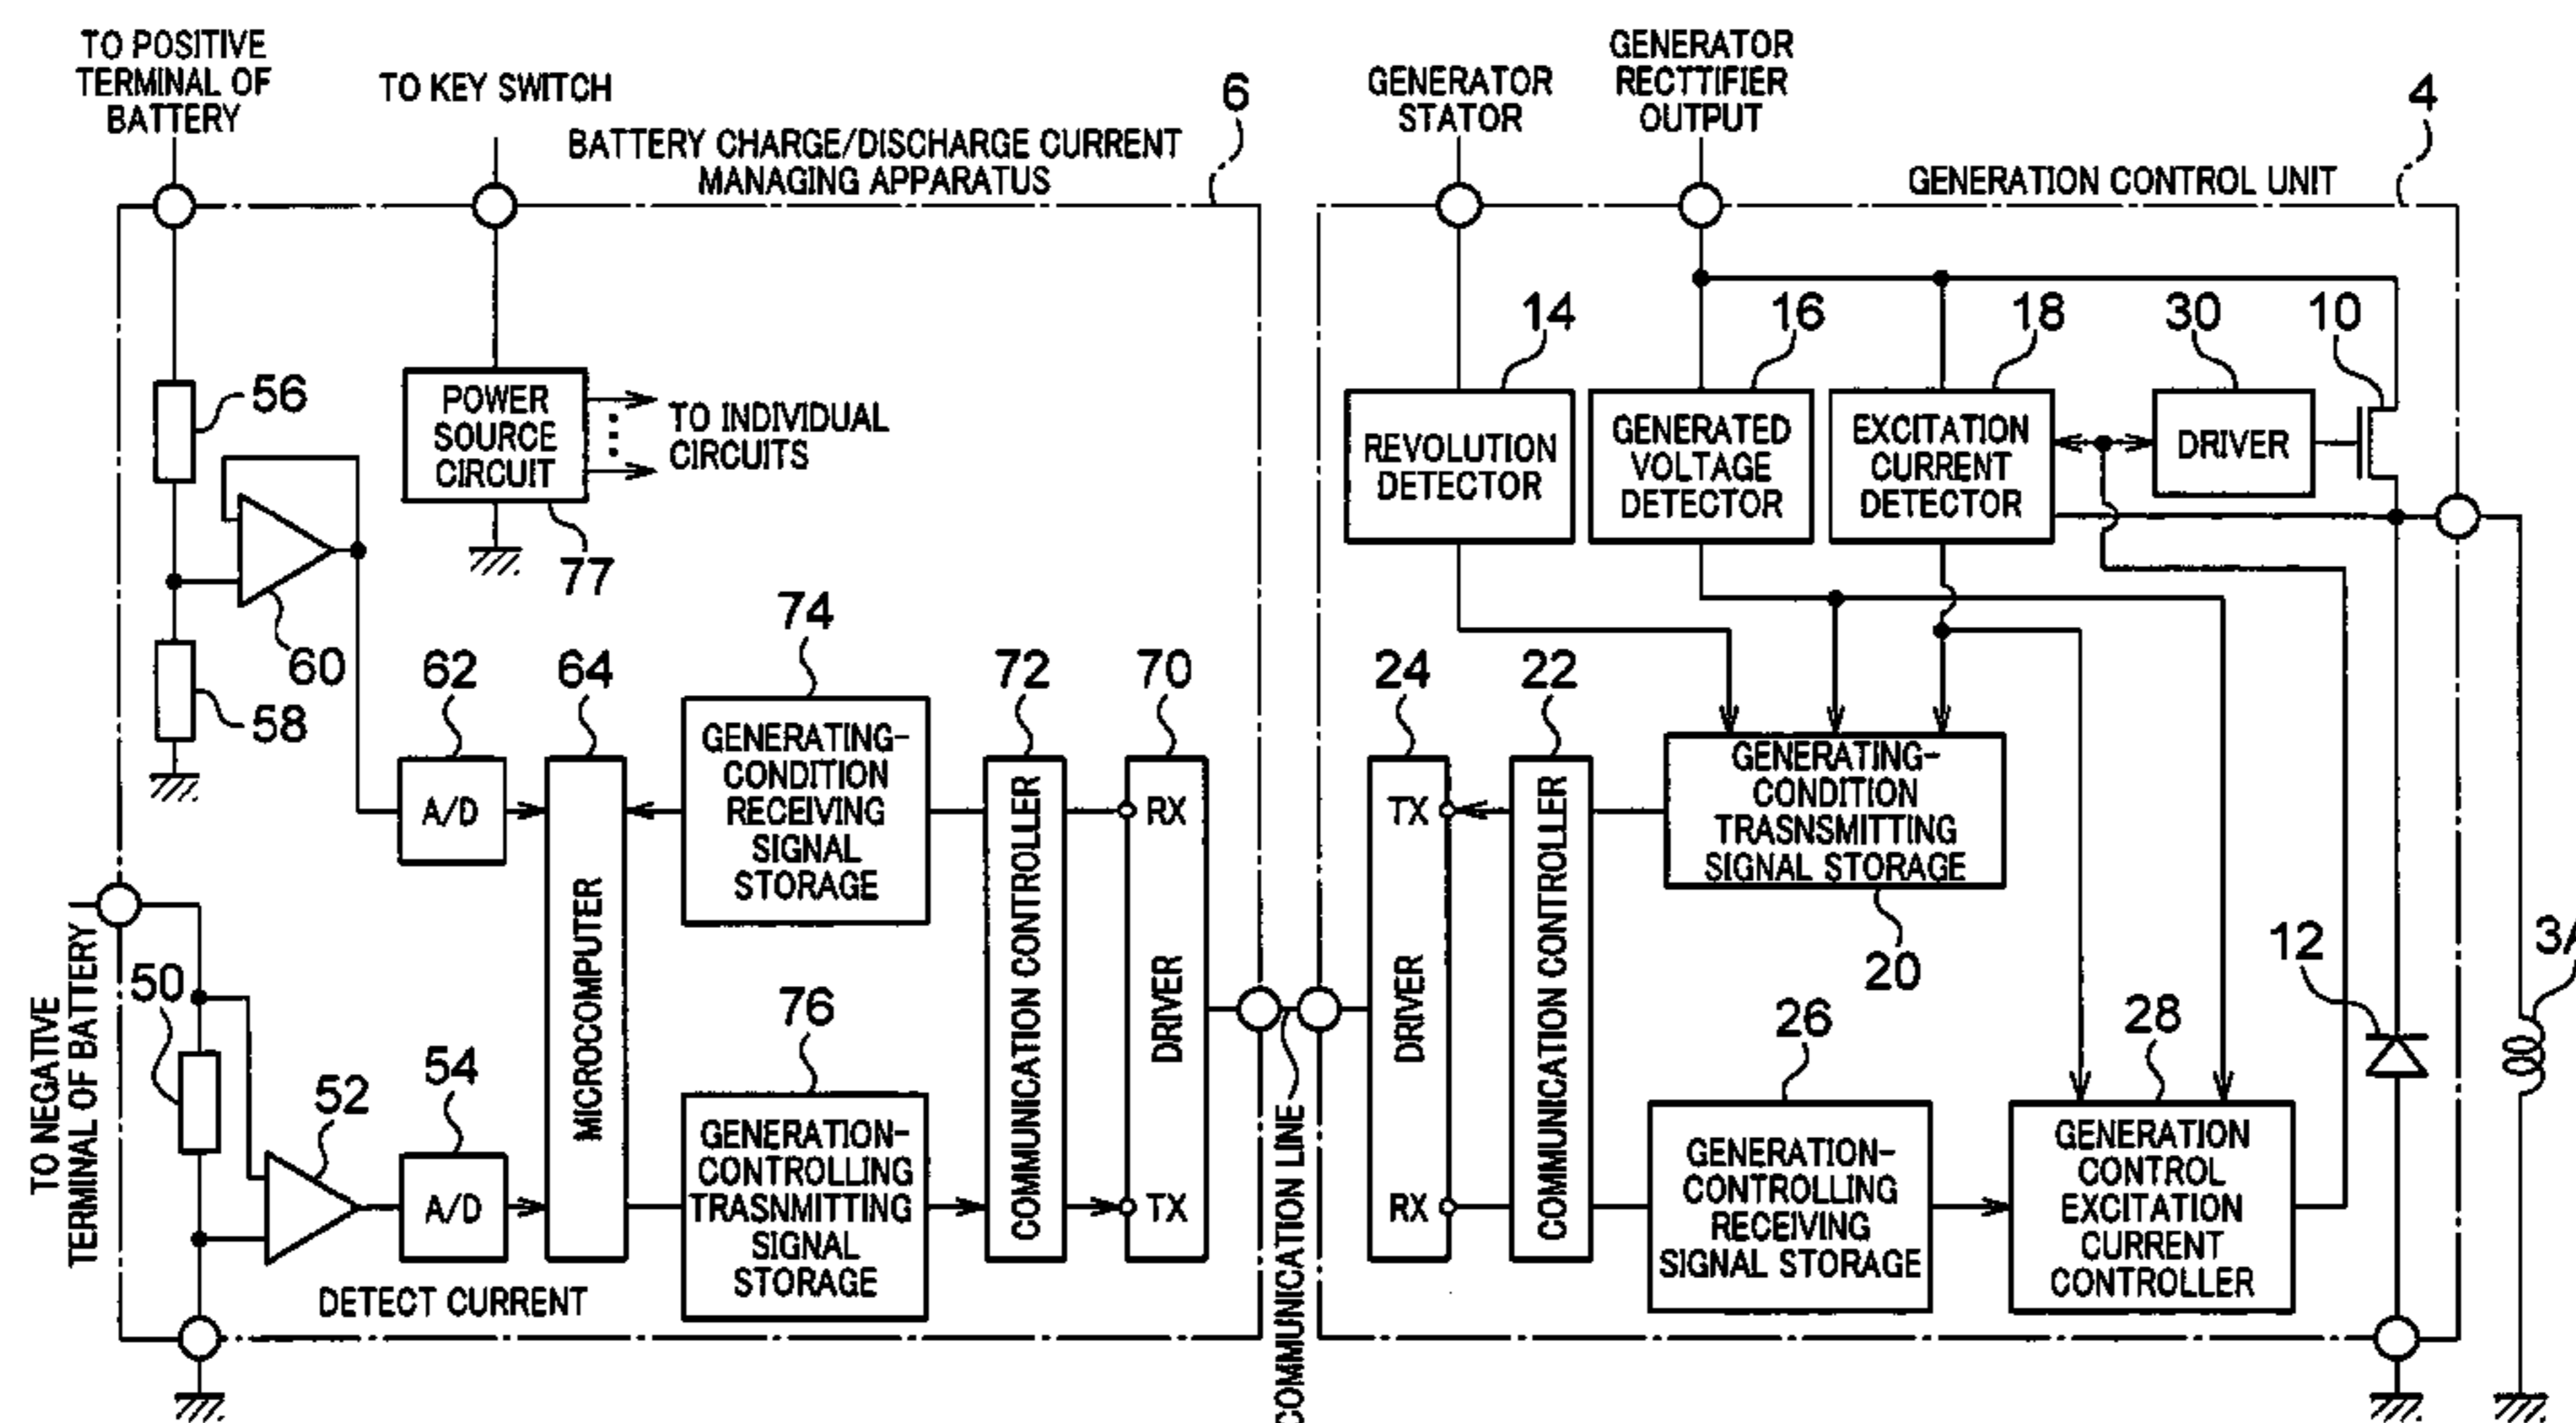 TO POSITIVE
TERMINAL OF
BATTERY
TO KEY SWITCH
6
BATTERY CHARGE/DISCHARGE CURRENT
MANAGING APPARATUS
GENERATOR
STATOR
GENERATOR
RECTTIFIER
OUTPUT
4
GENERATION CONTROL UNIT
56
POWER
SOURCE
CIRCUIT
TO INDIVIDUAL
CIRCUITS
77
60
58
62
A/D
64
MICROCOMPUTER
74
GENERATING-
CONDITION
RECEIVING
SIGNAL
STORAGE
72
COMMUNICATION CONTROLLER
70
RX
DRIVER
TX
TO NEGATIVE
TERMINAL OF BATTERY
50
52
54
A/D
DETECT CURRENT
76
GENERATION-
CONTROLLING
TRASNMITTING
SIGNAL
STORAGE
COMMUNICATION LINE
14
REVOLUTION
DETECTOR
16
GENERATED
VOLTAGE
DETECTOR
18
EXCITATION
CURRENT
DETECTOR
30
DRIVER
10
24
TX
DRIVER
RX
22
COMMUNICATION CONTROLLER
GENERATING-
CONDITION
TRASNSMITTING
SIGNAL STORAGE
20
26
GENERATION-
CONTROLLING
RECEIVING
SIGNAL STORAGE
28
GENERATION
CONTROL
EXCITATION
CURRENT
CONTROLLER
12
3A